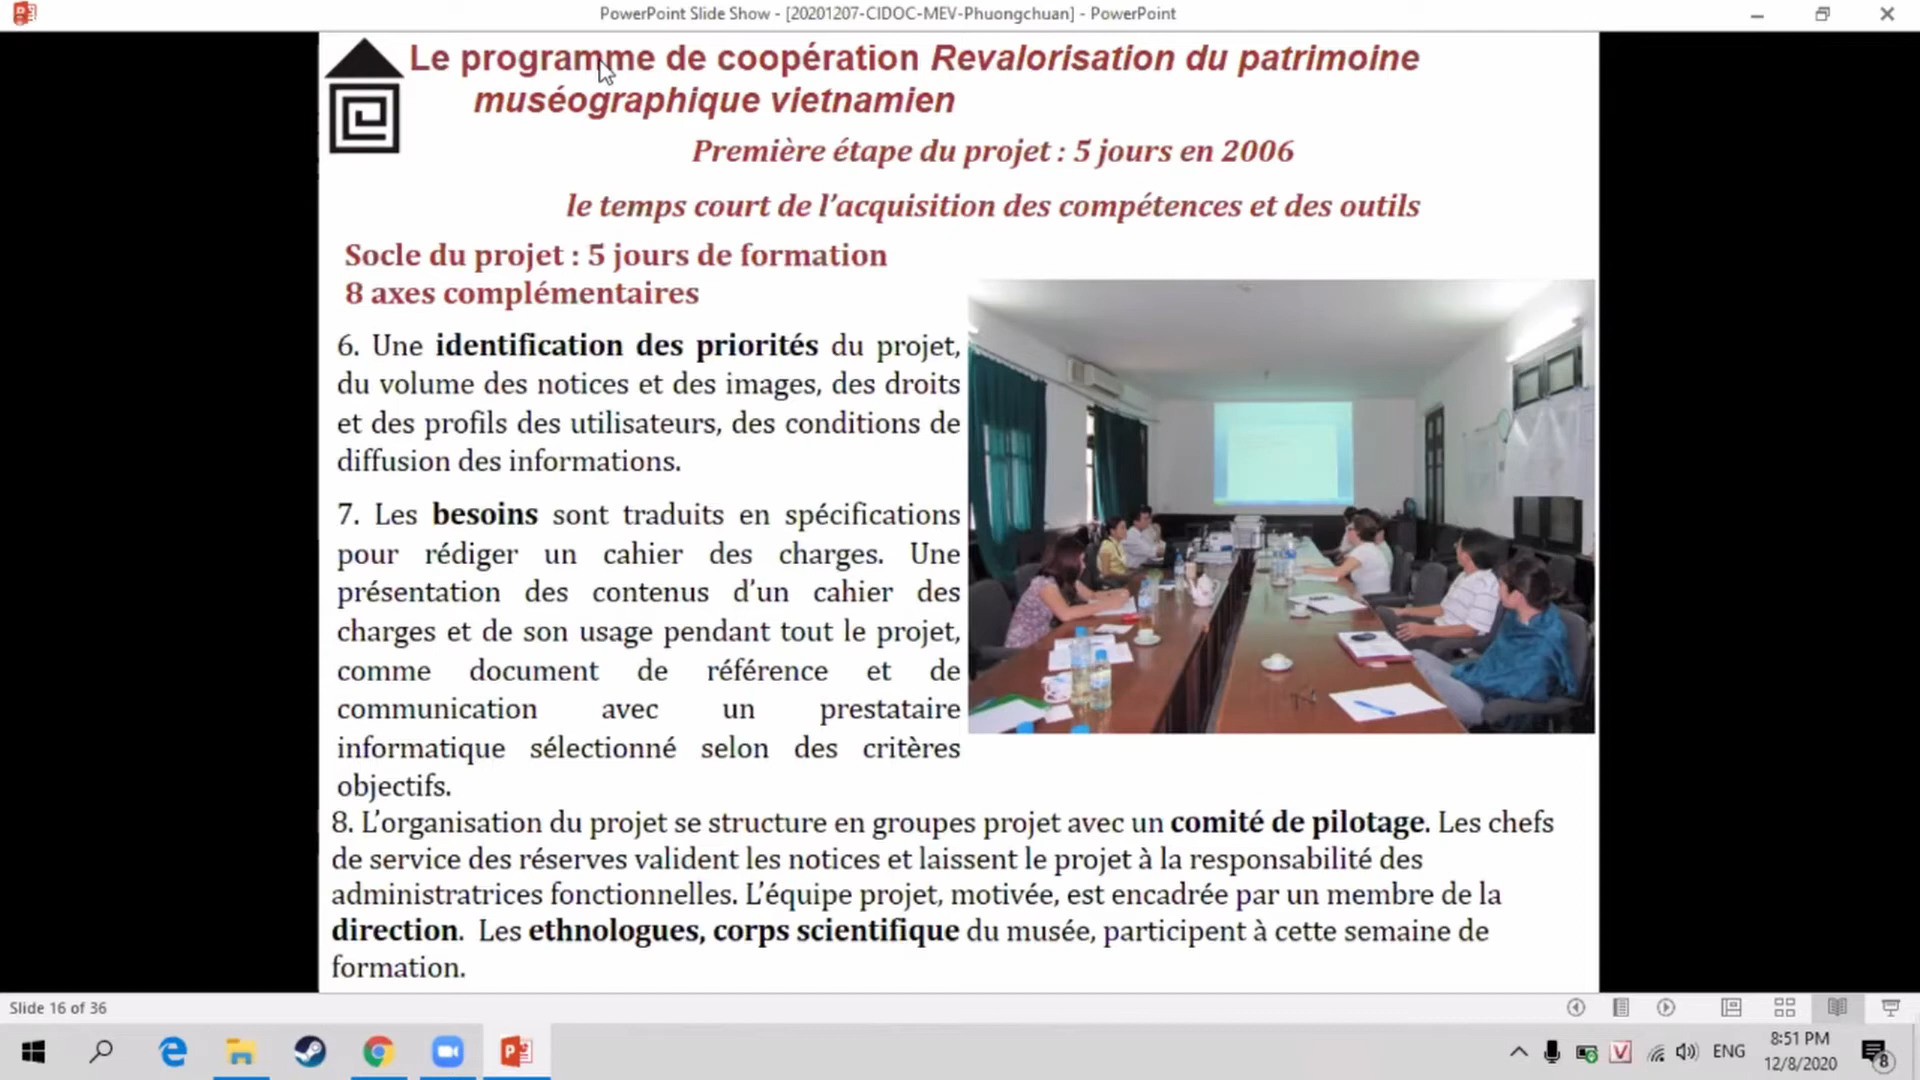 PowerPoint Slide Show - [20201207-CIDOC-MEV-Phuongchuan] - PowerPoint
Le programme de coopération Revalorisation du patrimoine
muséographique vietnamien
Première étape du projet : 5 jours en 2006
le temps court de l’acquisition des compétences et des outils
Socle du projet : 5 jours de formation
8 axes complémentaires
6. Une identification des priorités du projet,
du volume des notices et des images, des droits
et des profils des utilisateurs, des conditions de
diffusion des informations.
7. Les besoins sont traduits en spécifications
pour rédiger un cahier des charges. Une
présentation des contenus d’un cahier des
charges et de son usage pendant tout le projet,
comme document de référence et de
communication avec un prestataire
informatique sélectionné selon des critères
objectifs.
8. L’organisation du projet se structure en groupes projet avec un comité de pilotage. Les chefs
de service des réserves valident les notices et laissent le projet à la responsabilité des
administratrices fonctionnelles. L’équipe projet, motivée, est encadrée par un membre de la
direction. Les ethnologues, corps scientifique du musée, participent à cette semaine de
formation.
Slide 16 of 36
ENG
8:51 PM
12/8/2020
8